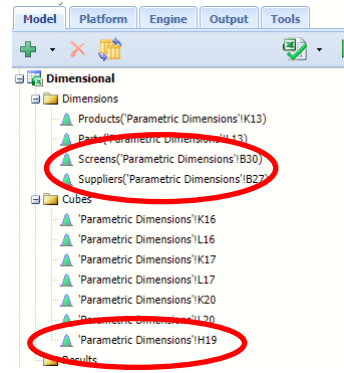 Model Platform Engine Output Tools
Dimensional
Dimensions
Products('Parametric Dimensions'!K13)
Parts('Parametric Dimensions'!L13)
Screens('Parametric Dimensions'!B30)
Suppliers('Parametric Dimensions'!B27)
Cubes
'Parametric Dimensions'!K16
'Parametric Dimensions'!L16
'Parametric Dimensions'!K17
'Parametric Dimensions'!L17
'Parametric Dimensions'!K20
'Parametric Dimensions'!L20
'Parametric Dimensions'!H19
Results